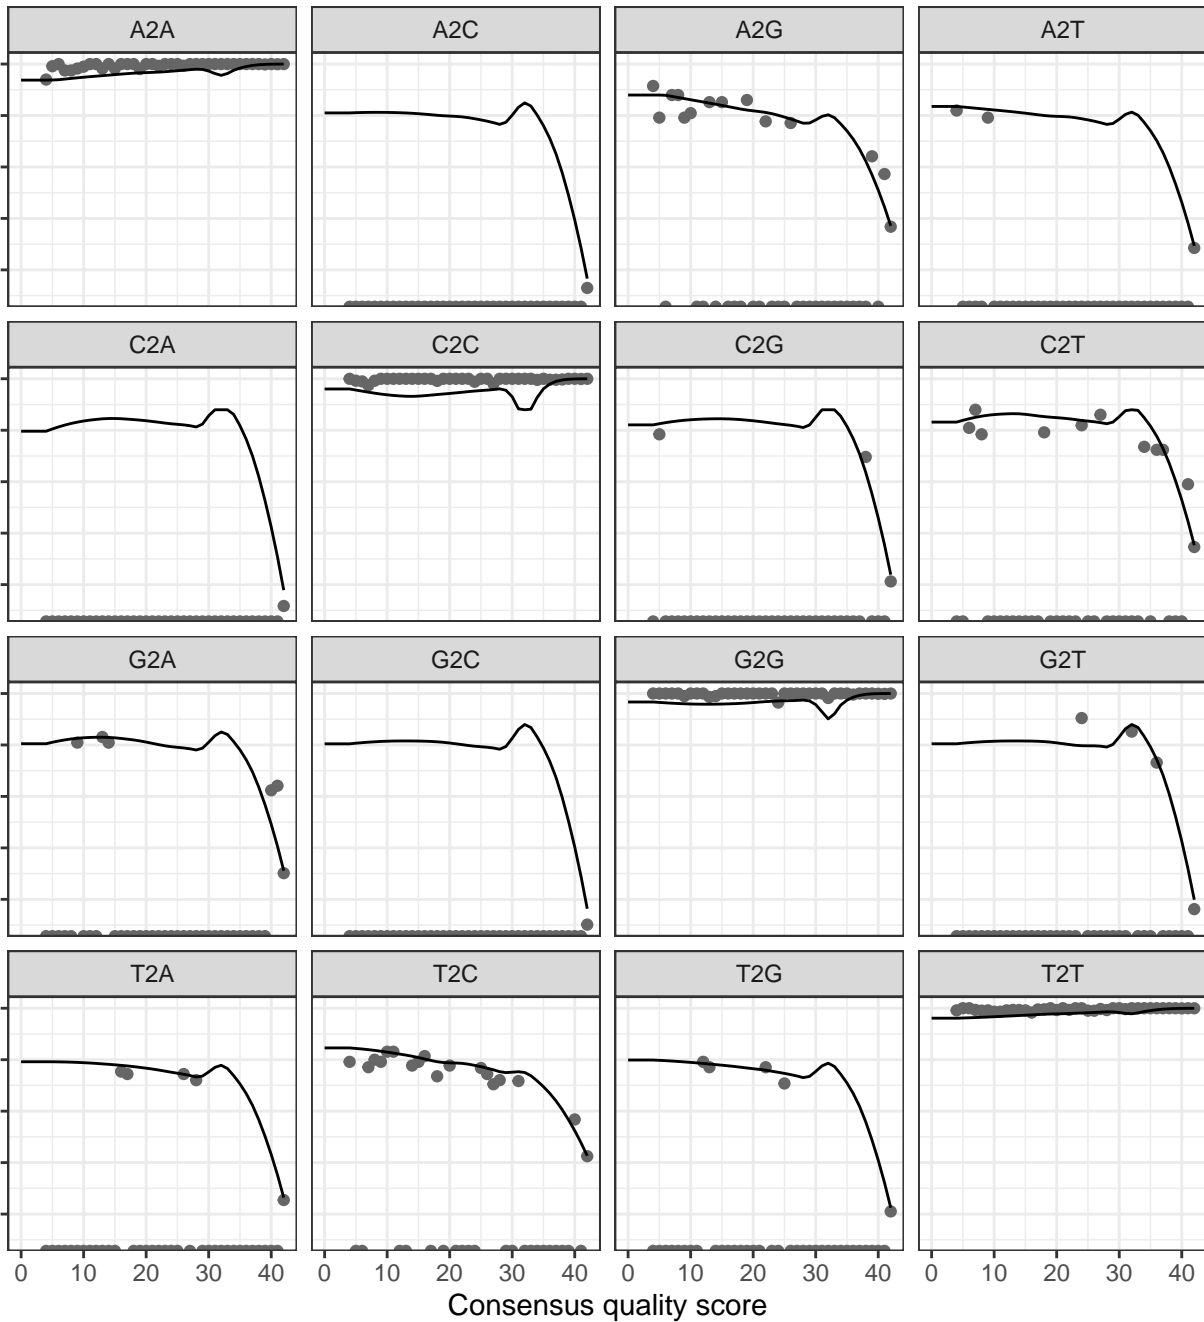 A2A A2C A2G A2T
C2A C2C C2G C2T
G2A G2C G2G G2T
T2A T2C T2G T2T
0 10 20 30 40 0 10 20 30 40 0 10 20 30 40 0 10 20 30 40
Consensus quality score